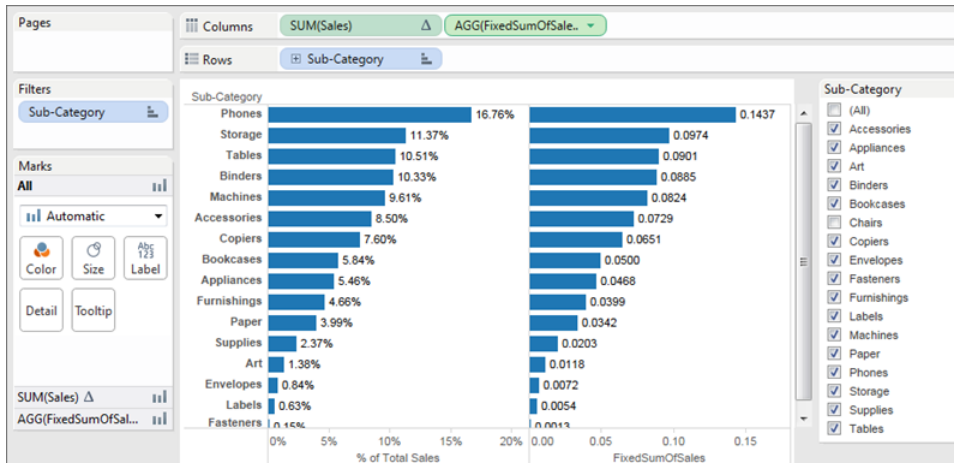 Pages
Columns SUM(Sales) Δ AGG(FixedSumOfSale..
Rows Sub-Category
Filters
Sub-Category
Marks
All
Automatic
Color Size Abc 123 Label
Detail Tooltip
SUM(Sales) Δ
AGG(FixedSumOfSal...
Sub-Category
Phones 16.76% 0.1437
Storage 11.37% 0.0974
Tables 10.51% 0.0901
Binders 10.33% 0.0885
Machines 9.61% 0.0824
Accessories 8.50% 0.0729
Copiers 7.60% 0.0651
Bookcases 5.84% 0.0500
Appliances 5.46% 0.0468
Furnishings 4.66% 0.0399
Paper 3.99% 0.0342
Supplies 2.37% 0.0203
Art 1.38% 0.0118
Envelopes 0.84% 0.0072
Labels 0.63% 0.0054
Fasteners 0.15% 0.0013
0% 5% 10% 15% 20% 0.00 0.05 0.10 0.15
% of Total Sales FixedSumOfSales
Sub-Category
(All)
Accessories
Appliances
Art
Binders
Bookcases
Chairs
Copiers
Envelopes
Fasteners
Furnishings
Labels
Machines
Paper
Phones
Storage
Supplies
Tables